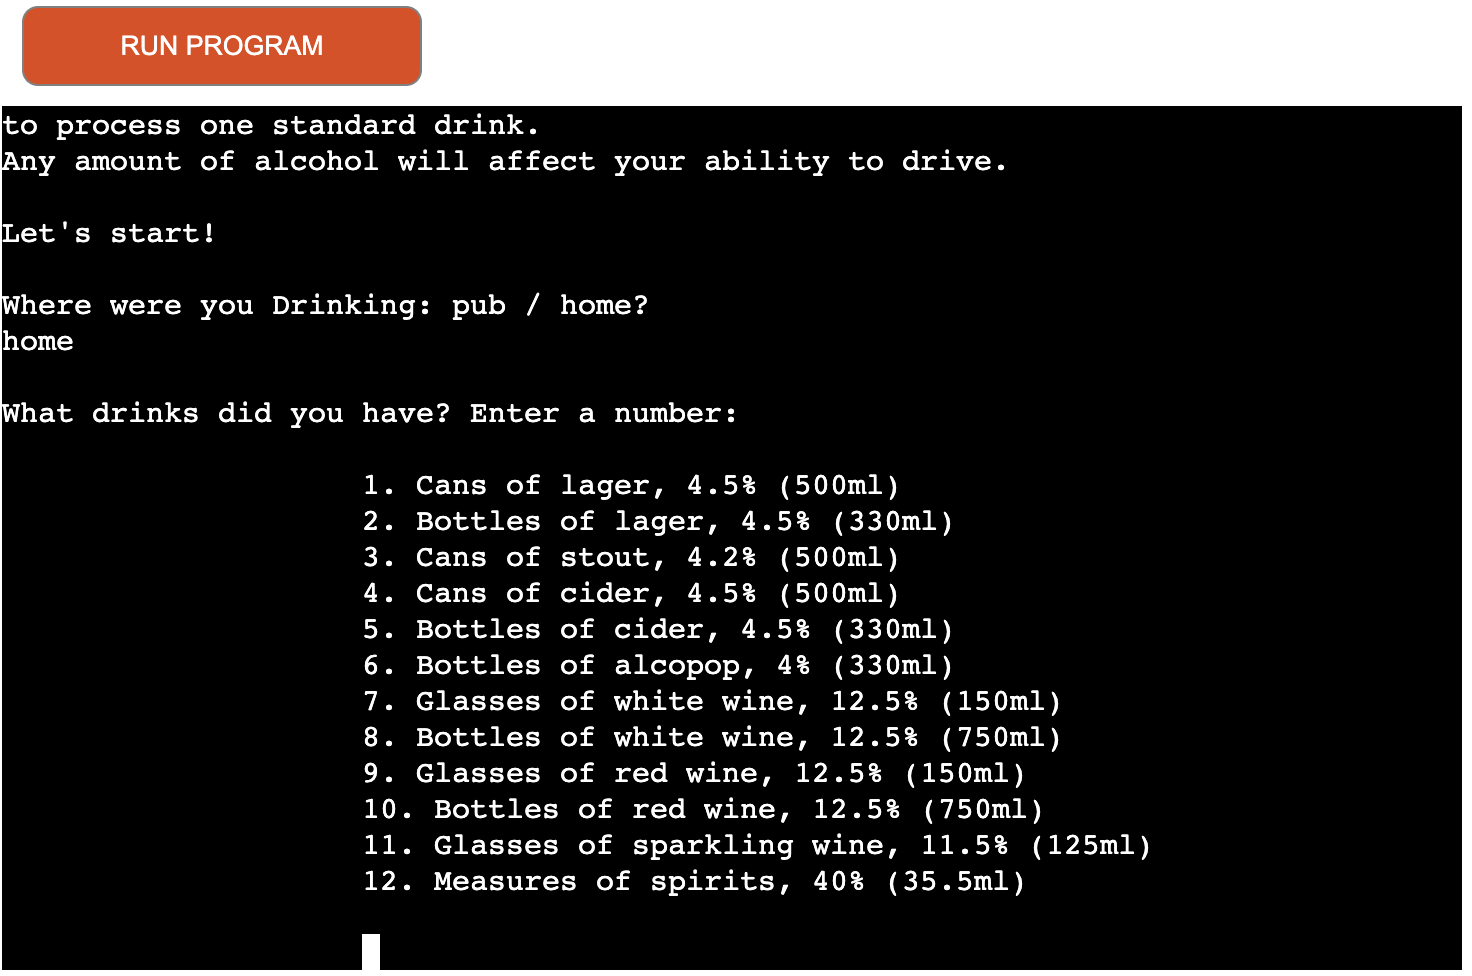 RUN PROGRAM
to process one standard drink.
Any amount of alcohol will affect your ability to drive.
Let's start!
Where were you Drinking: pub / home?
home
What drinks did you have? Enter a number:
1. Cans of lager, 4.5% (500ml)
2. Bottles of lager, 4.5% (330ml)
3. Cans of stout, 4.2% (500ml)
4. Cans of cider, 4.5% (500ml)
5. Bottles of cider, 4.5% (330ml)
6. Bottles of alcopop, 4% (330ml)
7. Glasses of white wine, 12.5% (150ml)
8. Bottles of white wine, 12.5% (750ml)
9. Glasses of red wine, 12.5% (150ml)
10. Bottles of red wine, 12.5% (750ml)
11. Glasses of sparkling wine, 11.5% (125ml)
12. Measures of spirits, 40% (35.5ml)